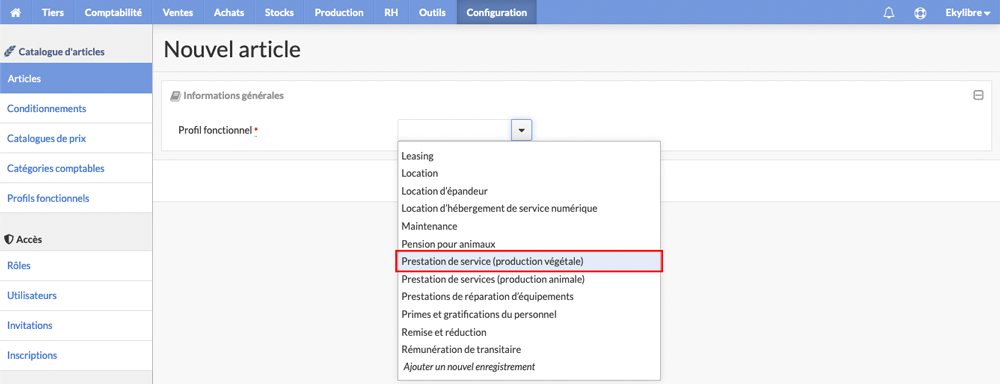 Tiers Comptabilité Ventes Achats Stocks Production RH Outils Configuration Ekylibre
Catalogue d'articles
Articles
Conditionnements
Catalogues de prix
Catégories comptables
Profils fonctionnels
Accès
Rôles
Utilisateurs
Invitations
Inscriptions
Nouvel article
Informations générales
Profil fonctionnel *
Leasing
Location
Location d'épandeur
Location d'hébergement de service numérique
Maintenance
Pension pour animaux
Prestation de service (production végétale)
Prestation de services (production animale)
Prestations de réparation d'équipements
Primes et gratifications du personnel
Remise et réduction
Rémunération de transitaire
Ajouter un nouvel enregistrement